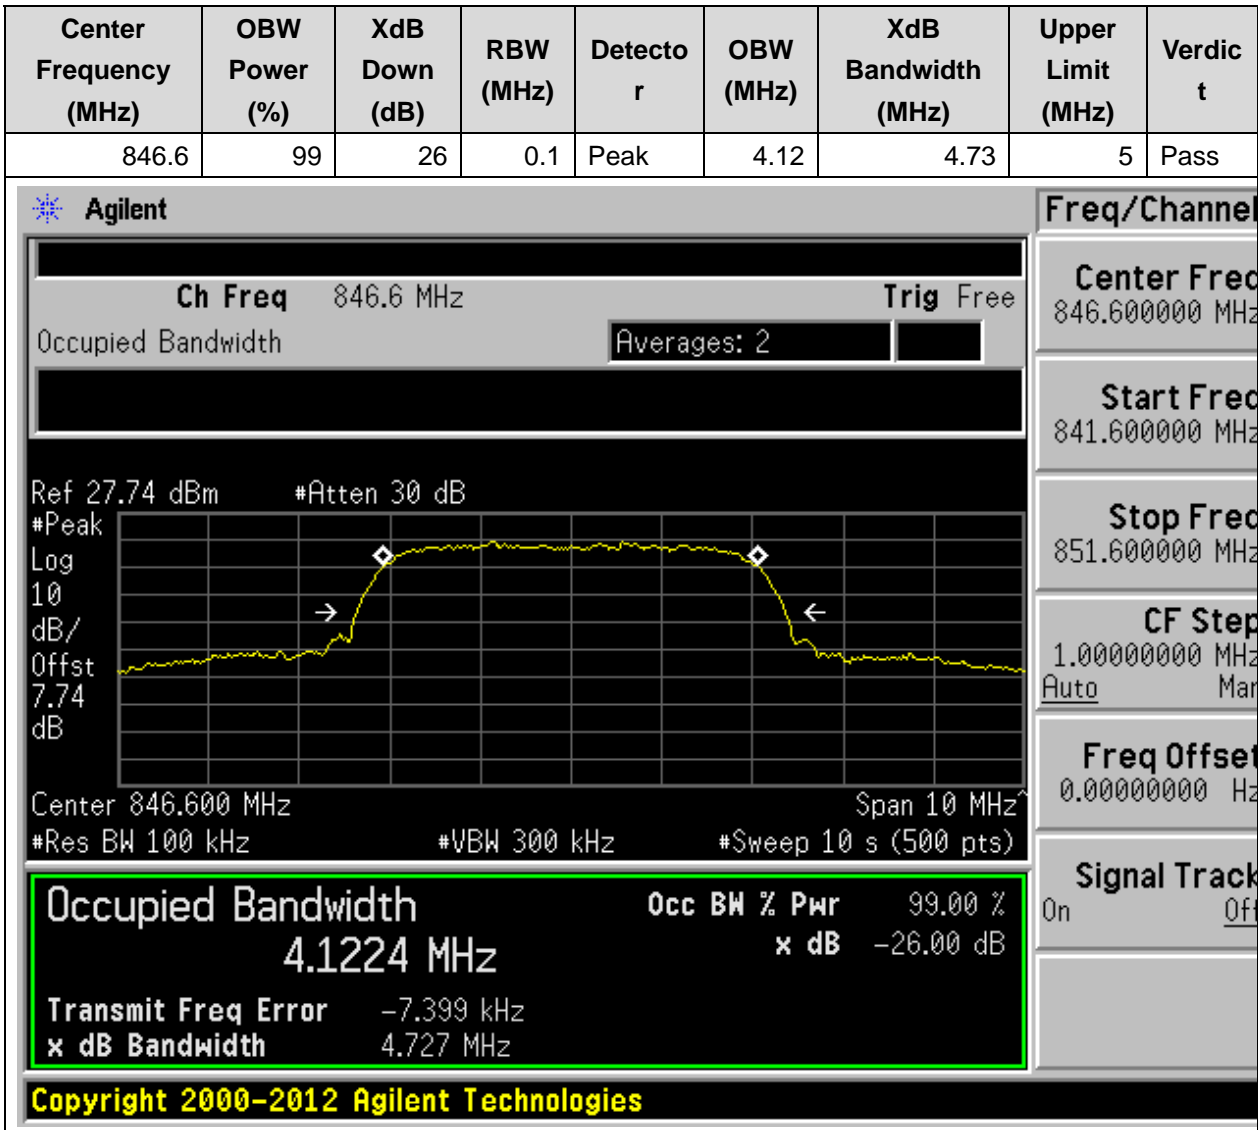 Center Frequency (MHz) OBW Power (%) XdB Down (dB) RBW (MHz) Detecto r OBW (MHz) XdB Bandwidth (MHz) Upper Limit (MHz) Verdic t
846.6 99 26 0.1 Peak 4.12 4.73 5 Pass
Agilent
Ch Freq 846.6 MHz Trig Free
Occupied Bandwidth Averages: 2
Ref 27.74 dBm #Atten 30 dB
#Peak
Log
10
dB/
Offst
7.74
dB
Center 846.600 MHz Span 10 MHz^
#Res BW 100 kHz #VBW 300 kHz #Sweep 10 s (500 pts)
Occupied Bandwidth Occ BW % Pwr 99.00 %
4.1224 MHz x dB -26.00 dB
Transmit Freq Error -7.399 kHz
x dB Bandwidth 4.727 MHz
Copyright 2000-2012 Agilent Technologies
Freq/Channel
Center Freq
846.600000 MHz
Start Freq
841.600000 MHz
Stop Freq
851.600000 MHz
CF Step
1.00000000 MHz
Auto Man
Freq Offset
0.00000000 Hz
Signal Track
On Off